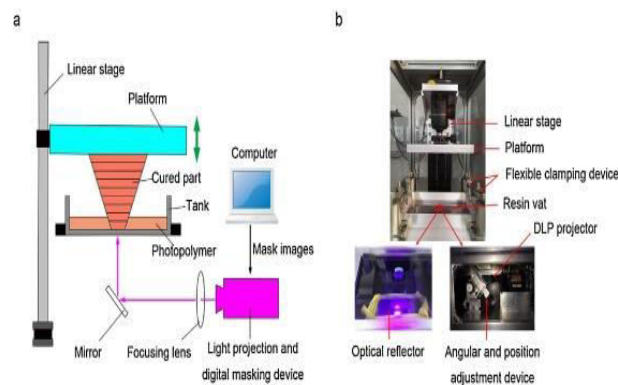 a
Linear stage
Platform
Computer
Cured part
Tank
Photopolymer
Mask images
Mirror
Focusing lens
Light projection and
digital masking device
b
Linear stage
Platform
Flexible clamping device
Resin vat
DLP projector
Optical reflector
Angular and position
adjustment device